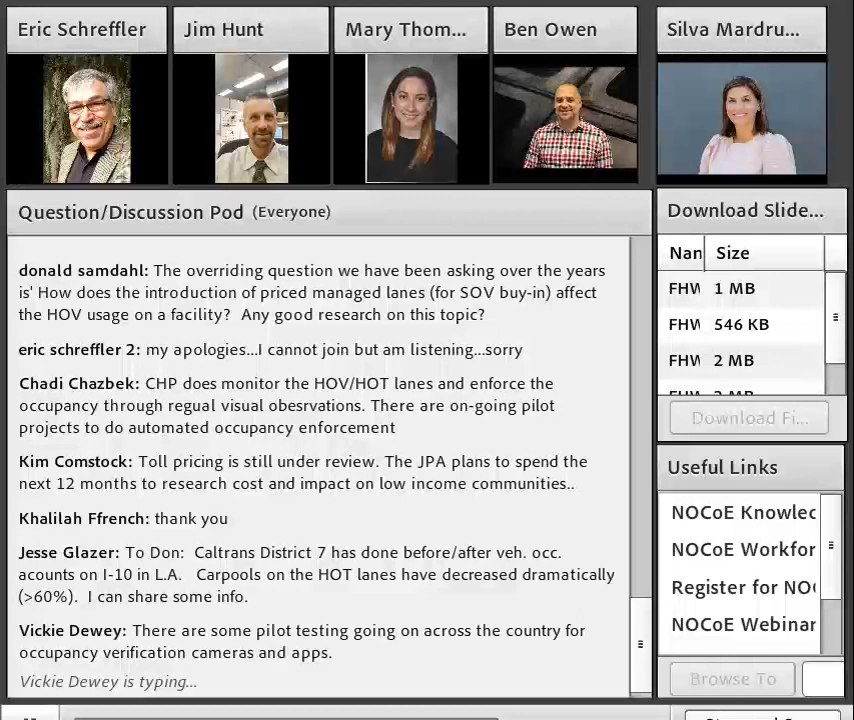 Eric Schreffler
Jim Hunt
Mary Thom...
Ben Owen
Silva Mardru...
Question/Discussion Pod (Everyone)
donald samdahl: The overriding question we have been asking over the years
is' How does the introduction of priced managed lanes (for SOV buy-in) affect
the HOV usage on a facility? Any good research on this topic?
eric schreffler 2: my apologies...I cannot join but am listening...sorry
Chadi Chazbek: CHP does monitor the HOV/HOT lanes and enforce the
occupancy through regual visual obesrvations. There are on-going pilot
projects to do automated occupancy enforcement
Kim Comstock: Toll pricing is still under review. The JPA plans to spend the
next 12 months to research cost and impact on low income communities..
Khalilah Ffrench: thank you
Jesse Glazer: To Don: Caltrans District 7 has done before/after veh. occ.
acounts on I-10 in L.A. Carpools on the HOT lanes have decreased dramatically
(>60%). I can share some info.
Vickie Dewey: There are some pilot testing going on across the country for
occupancy verification cameras and apps.
Vickie Dewey is typing...
Download Slide...
Nan Size
FHW 1 MB
FHW 546 KB
FHW 2 MB
Download Fi...
Useful Links
NOCoE Knowlec
NOCoE Workfor
Register for NO
NOCoE Webinar
Browse To